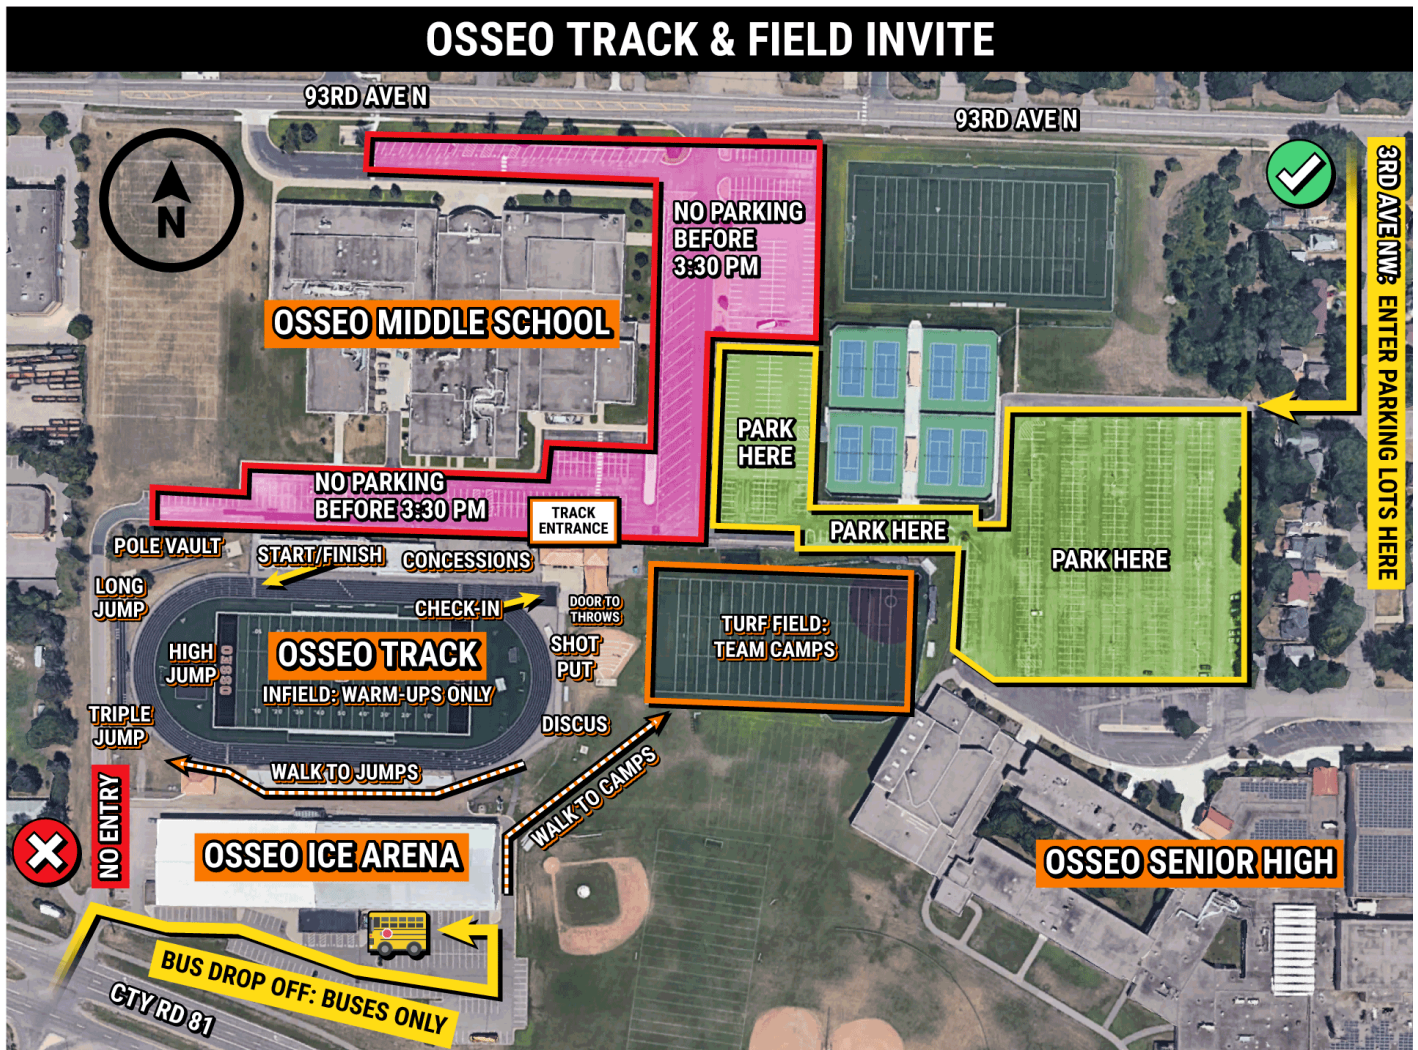 OSSEO TRACK & FIELD INVITE
93RD AVE N
93RD AVE N
N
3RD AVE NW: ENTER PARKING LOTS HERE
NO PARKING
BEFORE
3:30 PM
OSSEO MIDDLE SCHOOL
PARK
HERE
NO PARKING
BEFORE 3:30 PM
TRACK
ENTRANCE
PARK HERE
PARK HERE
POLE VAULT
START/FINISH
CONCESSIONS
LONG
JUMP
CHECK-IN
DOOR TO
THROWS
TURF FIELD:
TEAM CAMPS
HIGH
JUMP
OSSEO
OSSEO TRACK
INFIELD: WARM-UPS ONLY
SHOT
PUT
TRIPLE
JUMP
DISCUS
WALK TO JUMPS
WALK TO CAMPS
NO ENTRY
OSSEO ICE ARENA
OSSEO SENIOR HIGH
BUS DROP OFF: BUSES ONLY
CTY RD 81